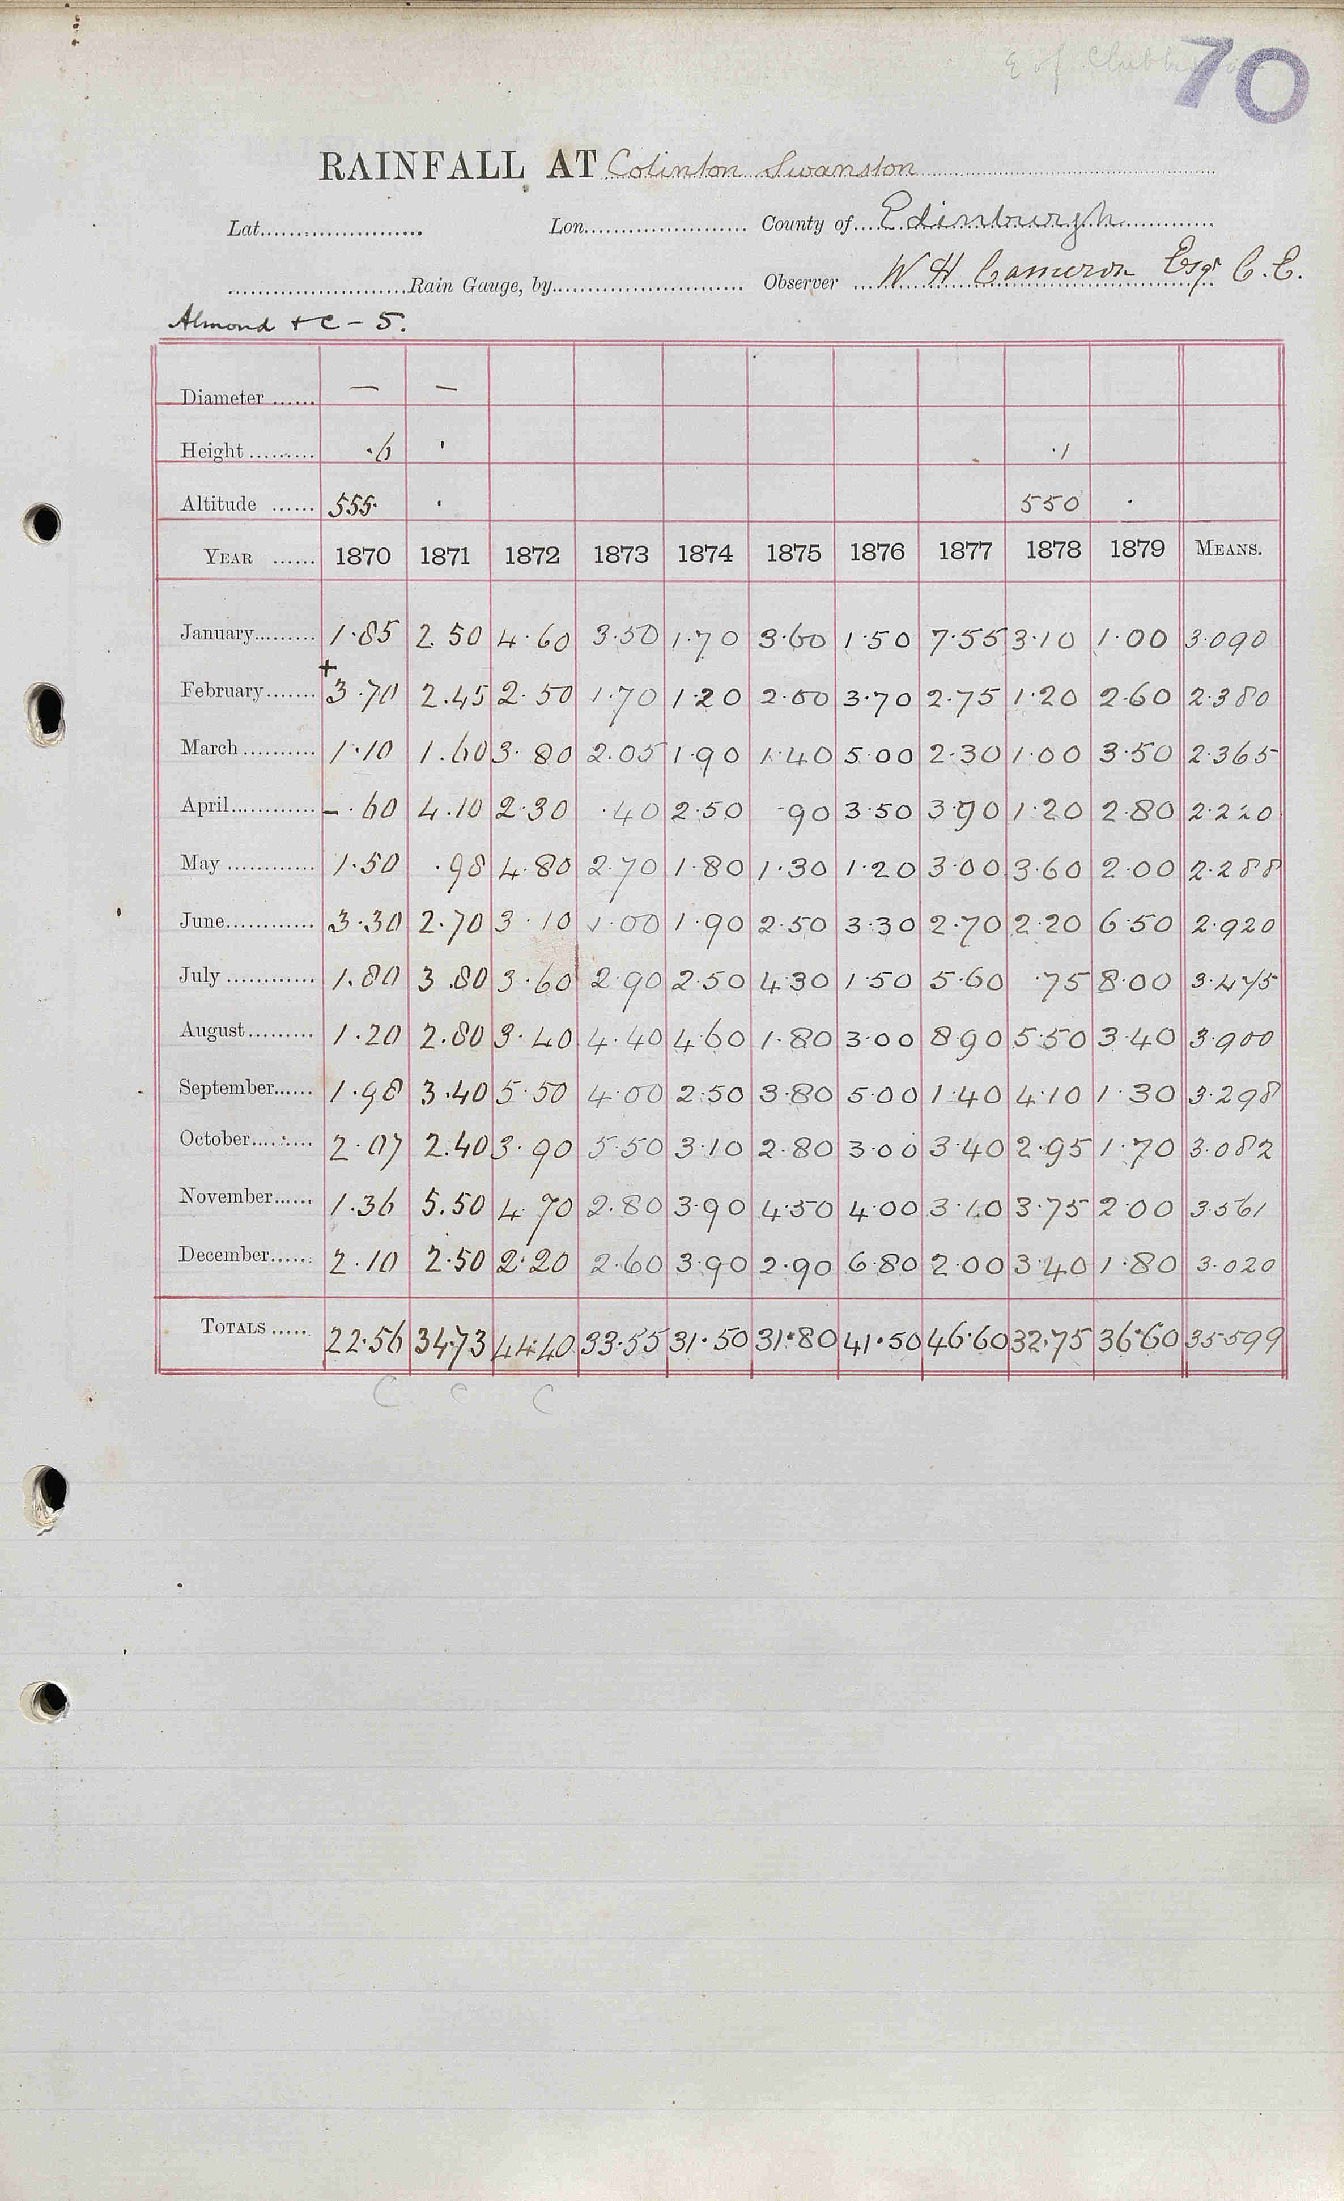 70
RAINFALL AT Colinton Swanston
Lat. Lon. County of Edinburgh
Rain Gauge, by Observer W H Cameron Esqr C.E.
Almond & C - 5.
Diameter — —
Height ·6 ' ·1
Altitude 555· · 550 ·
YEAR 1870 1871 1872 1873 1874 1875 1876 1877 1878 1879 MEANS.
January 1·85 2.50 4·60 3·50 1·70 3·60 1·50 7·55 3·10 1·00 3·090
February +3·70 2.45 2·50 1·70 1·20 2·00 3·70 2·75 1·20 2·60 2·380
March 1·10 1.60 3·80 2·05 1·90 1·40 5·00 2·30 1·00 3·50 2·365
April -·60 4.10 2·30 ·40 2·50 ·90 3·50 3·90 1·20 2·80 2·220
May 1·50 ·98 4·80 2·70 1·80 1·30 1·20 3·00 3·60 2·00 2·288
June 3·30 2·70 3·10 1·00 1·90 2·50 3·30 2·70 2·20 6·50 2·920
July 1·80 3.80 3·60 2·90 2·50 4·30 1·50 5·60 ·75 8·00 3·475
August 1·20 2.80 3·40 4·40 4·60 1·80 3·00 8·90 5·50 3·40 3·900
September 1·98 3·40 5·50 4·00 2·50 3·80 5·00 1·40 4·10 1·30 3·298
October 2·07 2.40 3·90 5·50 3·10 2·80 3·00 3·40 2·95 1·70 3·082
November 1·36 5.50 4·70 2·80 3·90 4·50 4·00 3·10 3·75 2·00 3·561
December 2·10 2·50 2·20 2·60 3·90 2·90 6·80 2·00 3·40 1·80 3·020
TOTALS 22·56 34·73 44·40 33·55 31·50 31·80 41·50 46·60 32·75 36·60 35·599
C C C